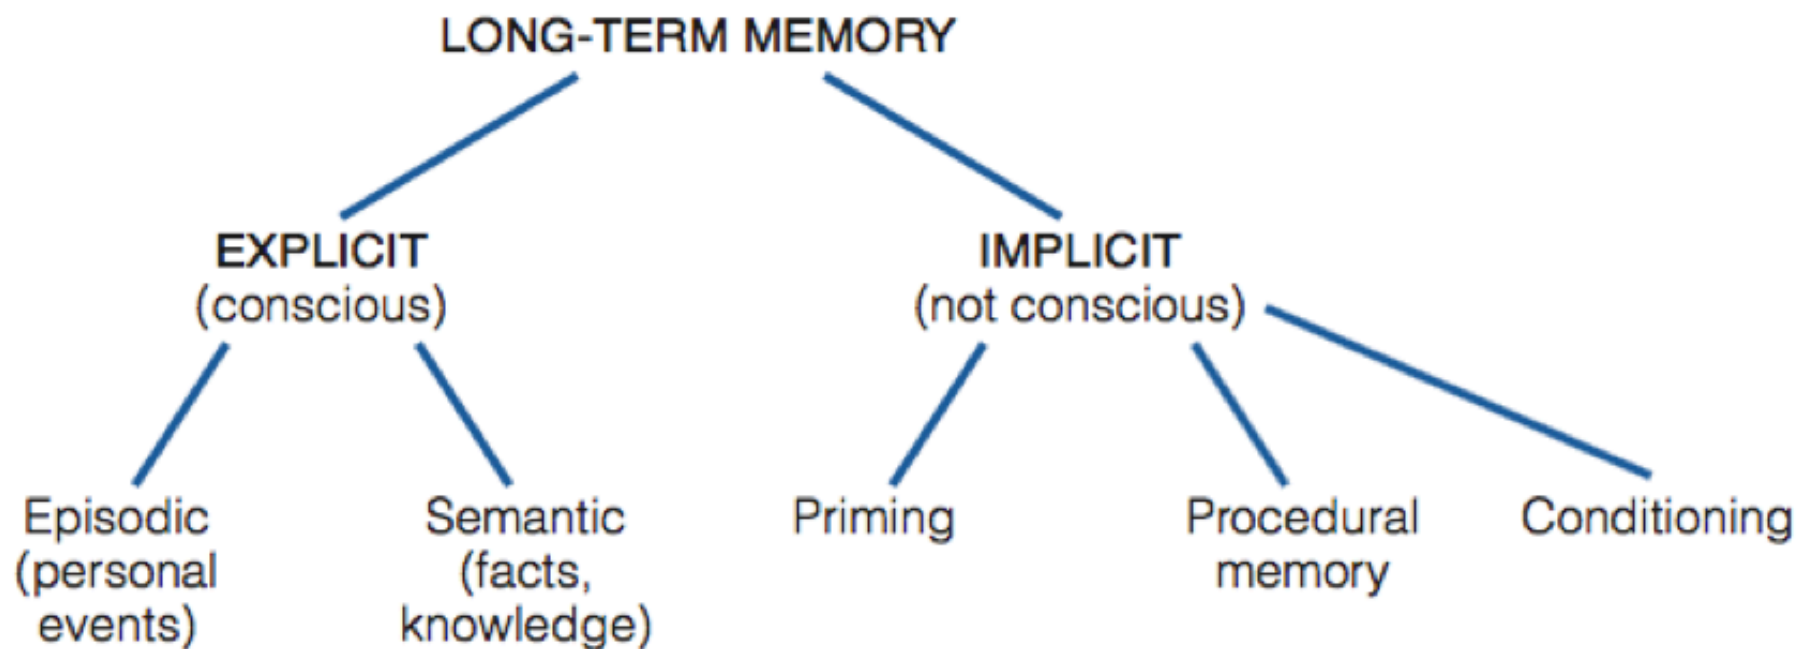 LONG-TERM MEMORY
EXPLICIT
(conscious)
IMPLICIT
(not conscious)
Episodic
(personal
events)
Semantic
(facts,
knowledge)
Priming
Procedural
memory
Conditioning